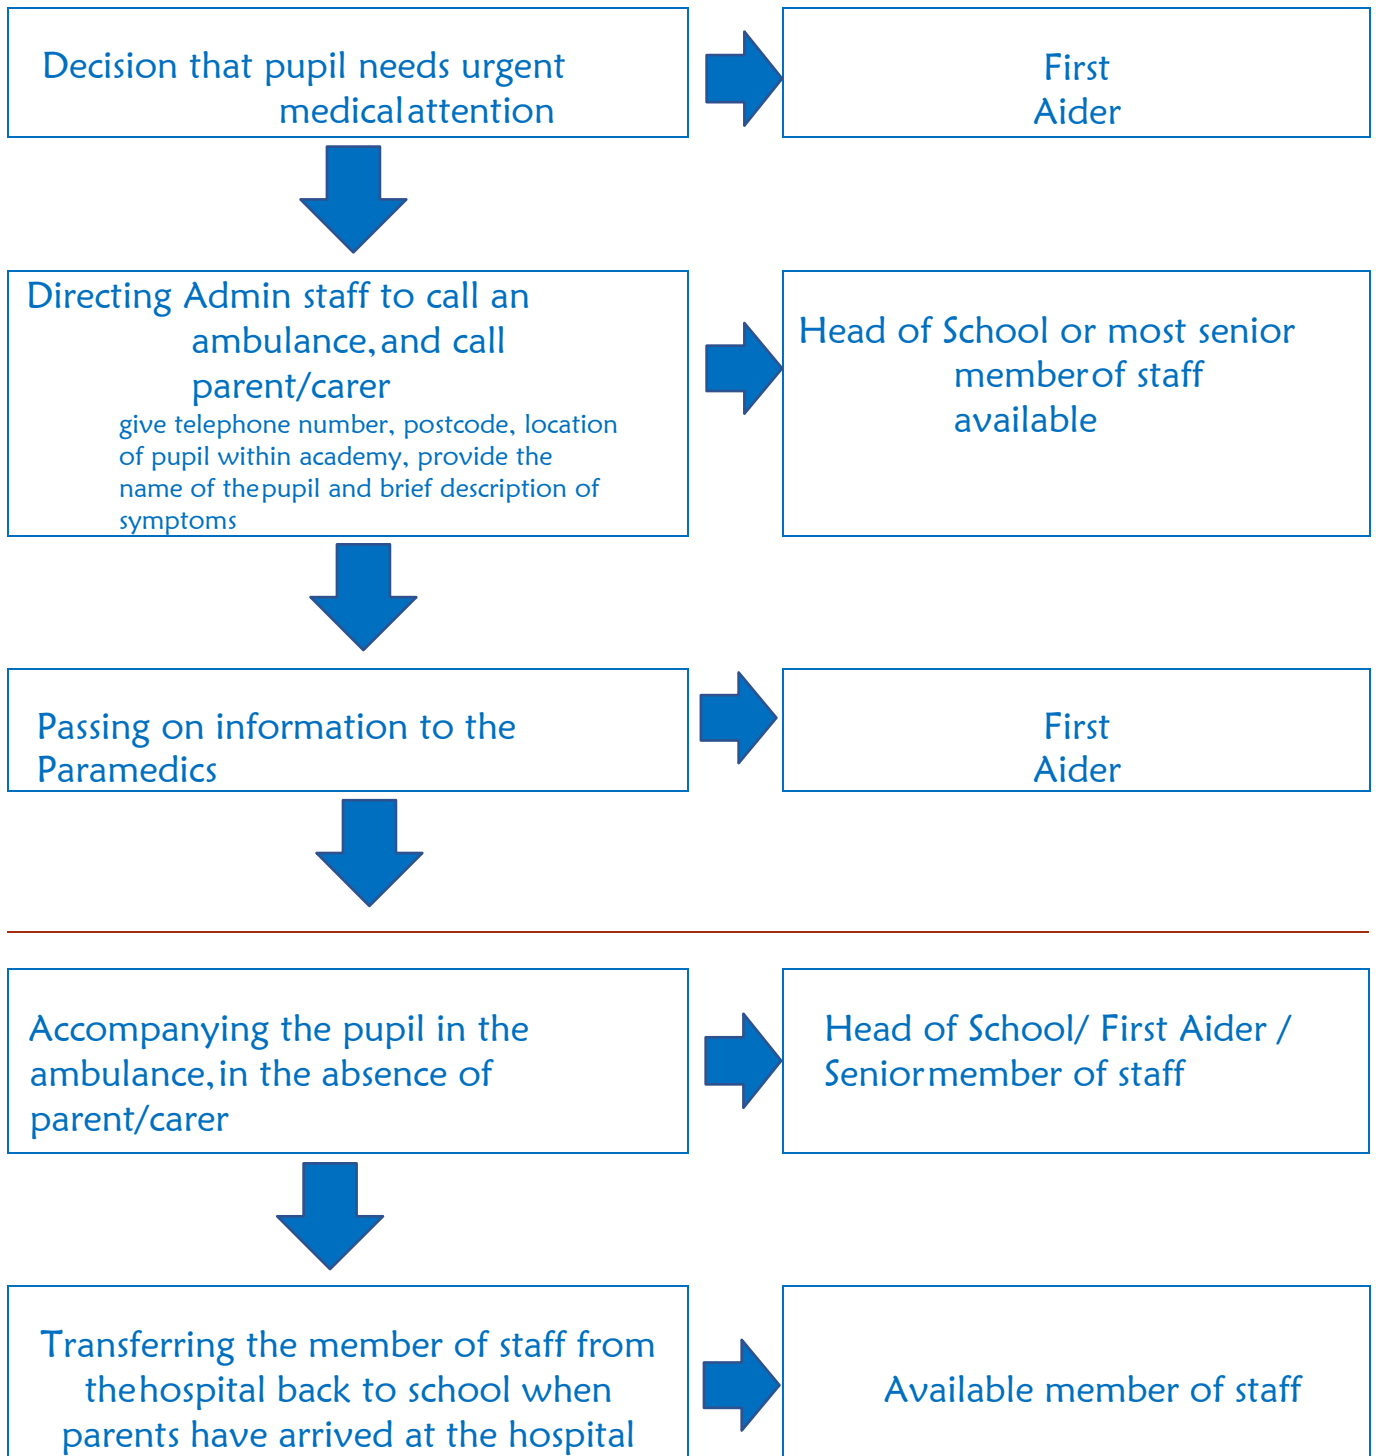 Decision that pupil needs urgent
medical attention
First
Aider
Directing Admin staff to call an
ambulance, and call
parent/carer
give telephone number, postcode, location
of pupil within academy, provide the
name of the pupil and brief description of
symptoms
Head of School or most senior
member of staff
available
Passing on information to the
Paramedics
First
Aider
Accompanying the pupil in the
ambulance, in the absence of
parent/carer
Head of School/ First Aider /
Senior member of staff
Transferring the member of staff from
the hospital back to school when
parents have arrived at the hospital
Available member of staff